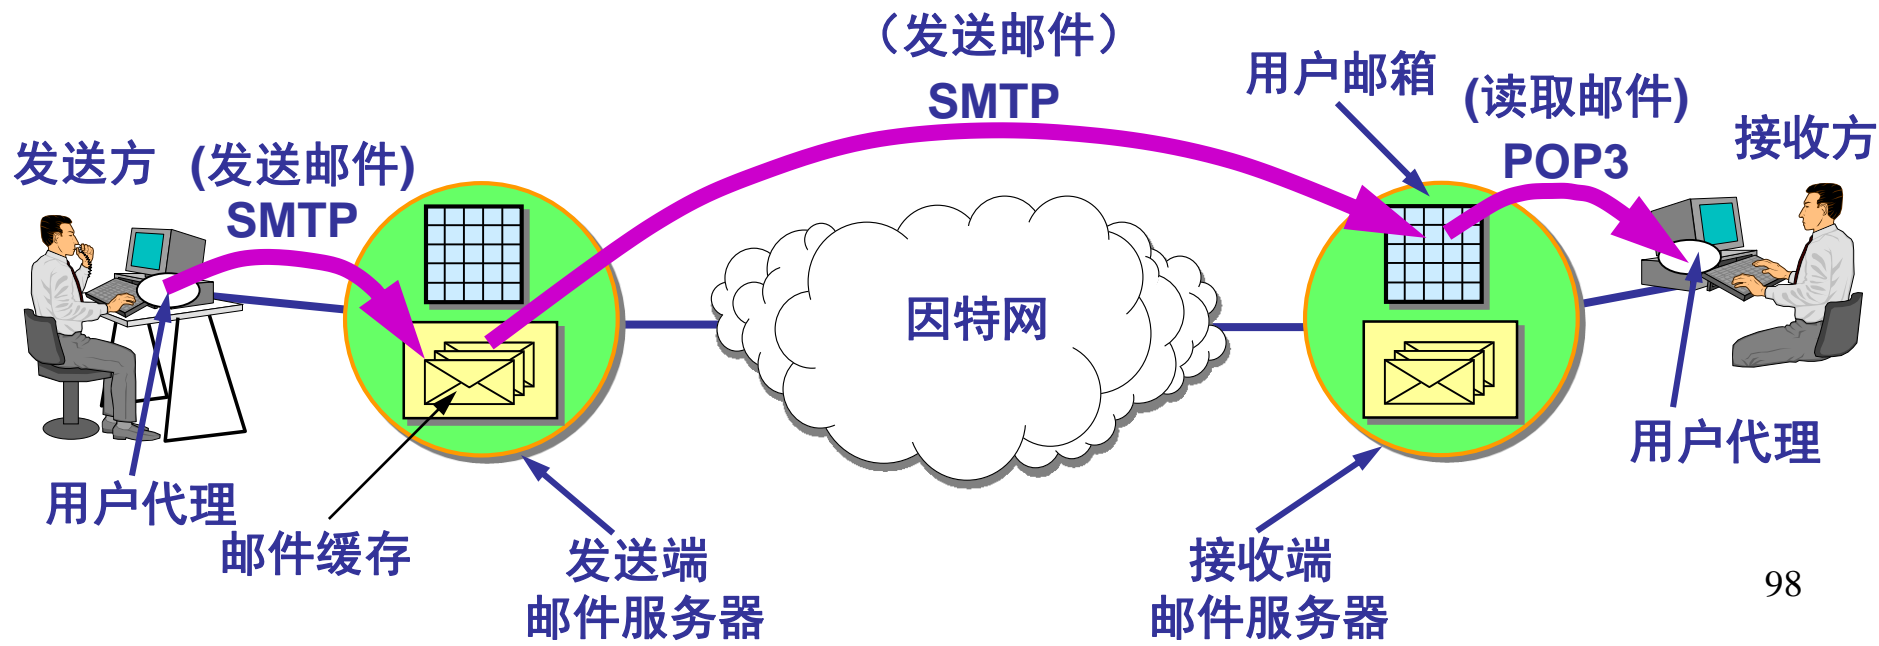 （发送邮件）
SMTP
用户邮箱
(读取邮件)
POP3
接收方
发送方
(发送邮件)
SMTP
因特网
用户代理
邮件缓存
发送端
邮件服务器
接收端
邮件服务器
用户代理
98